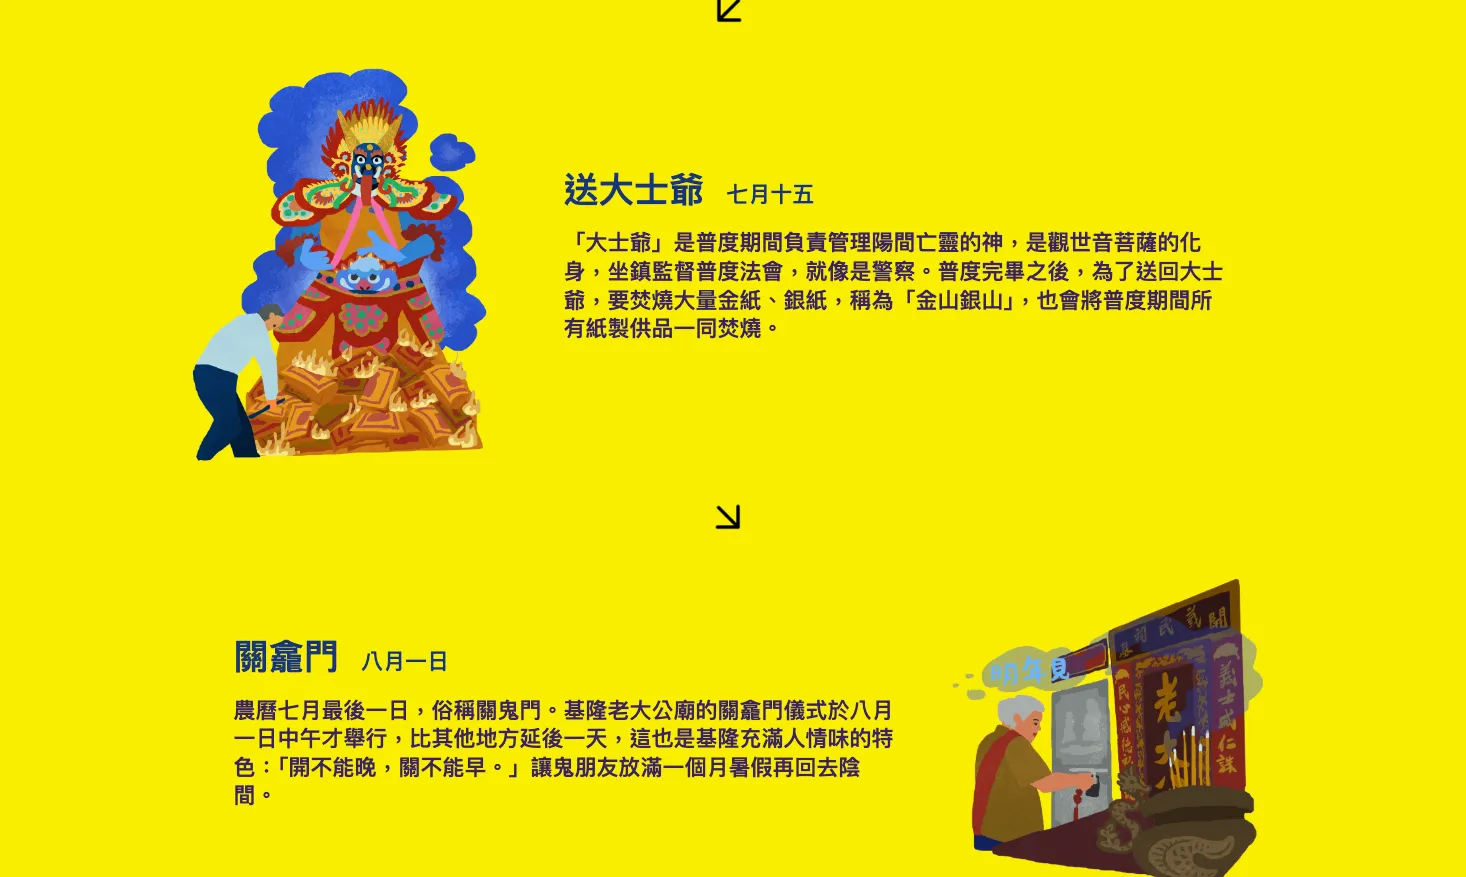 送大士爺 七月十五
「大士爺」是普度期間負責管理陽間亡靈的神，是觀世音菩薩的化
身，坐鎮監督普度法會，就像是警察。普度完畢之後，為了送回大士
爺，要焚燒大量金紙、銀紙，稱為「金山銀山」，也會將普度期間所
有紙製供品一同焚燒。
關龕門 八月一日
農曆七月最後一日，俗稱關鬼門。基隆老大公廟的關龕門儀式於八月
一日中午才舉行，比其他地方延後一天，這也是基隆充滿人情味的特
色：「開不能晚，關不能早。」讓鬼朋友放滿一個月暑假再回去陰
間。
明年見
老大
義士成仁誅